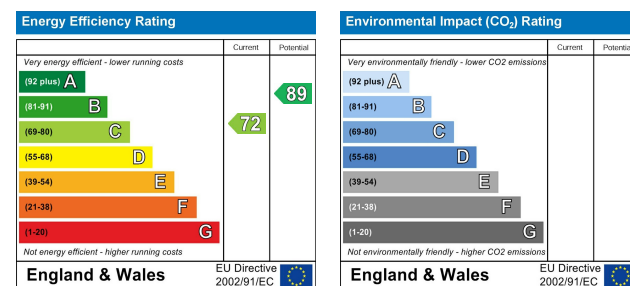 Energy Efficiency Rating
Current Potential
Very energy efficient - lower running costs
(92 plus) A
(81-91) B
(69-80) C
(55-68) D
(39-54) E
(21-38) F
(1-20) G
72
89
Not energy efficient - higher running costs
England & Wales
EU Directive
2002/91/EC
Environmental Impact (CO₂) Rating
Current Potentia
Very environmentally friendly - lower CO2 emissions
(92 plus) A
(81-91) B
(69-80) C
(55-68) D
(39-54) E
(21-38) F
(1-20) G
Not environmentally friendly - higher CO2 emissions
England & Wales
EU Directive
2002/91/EC